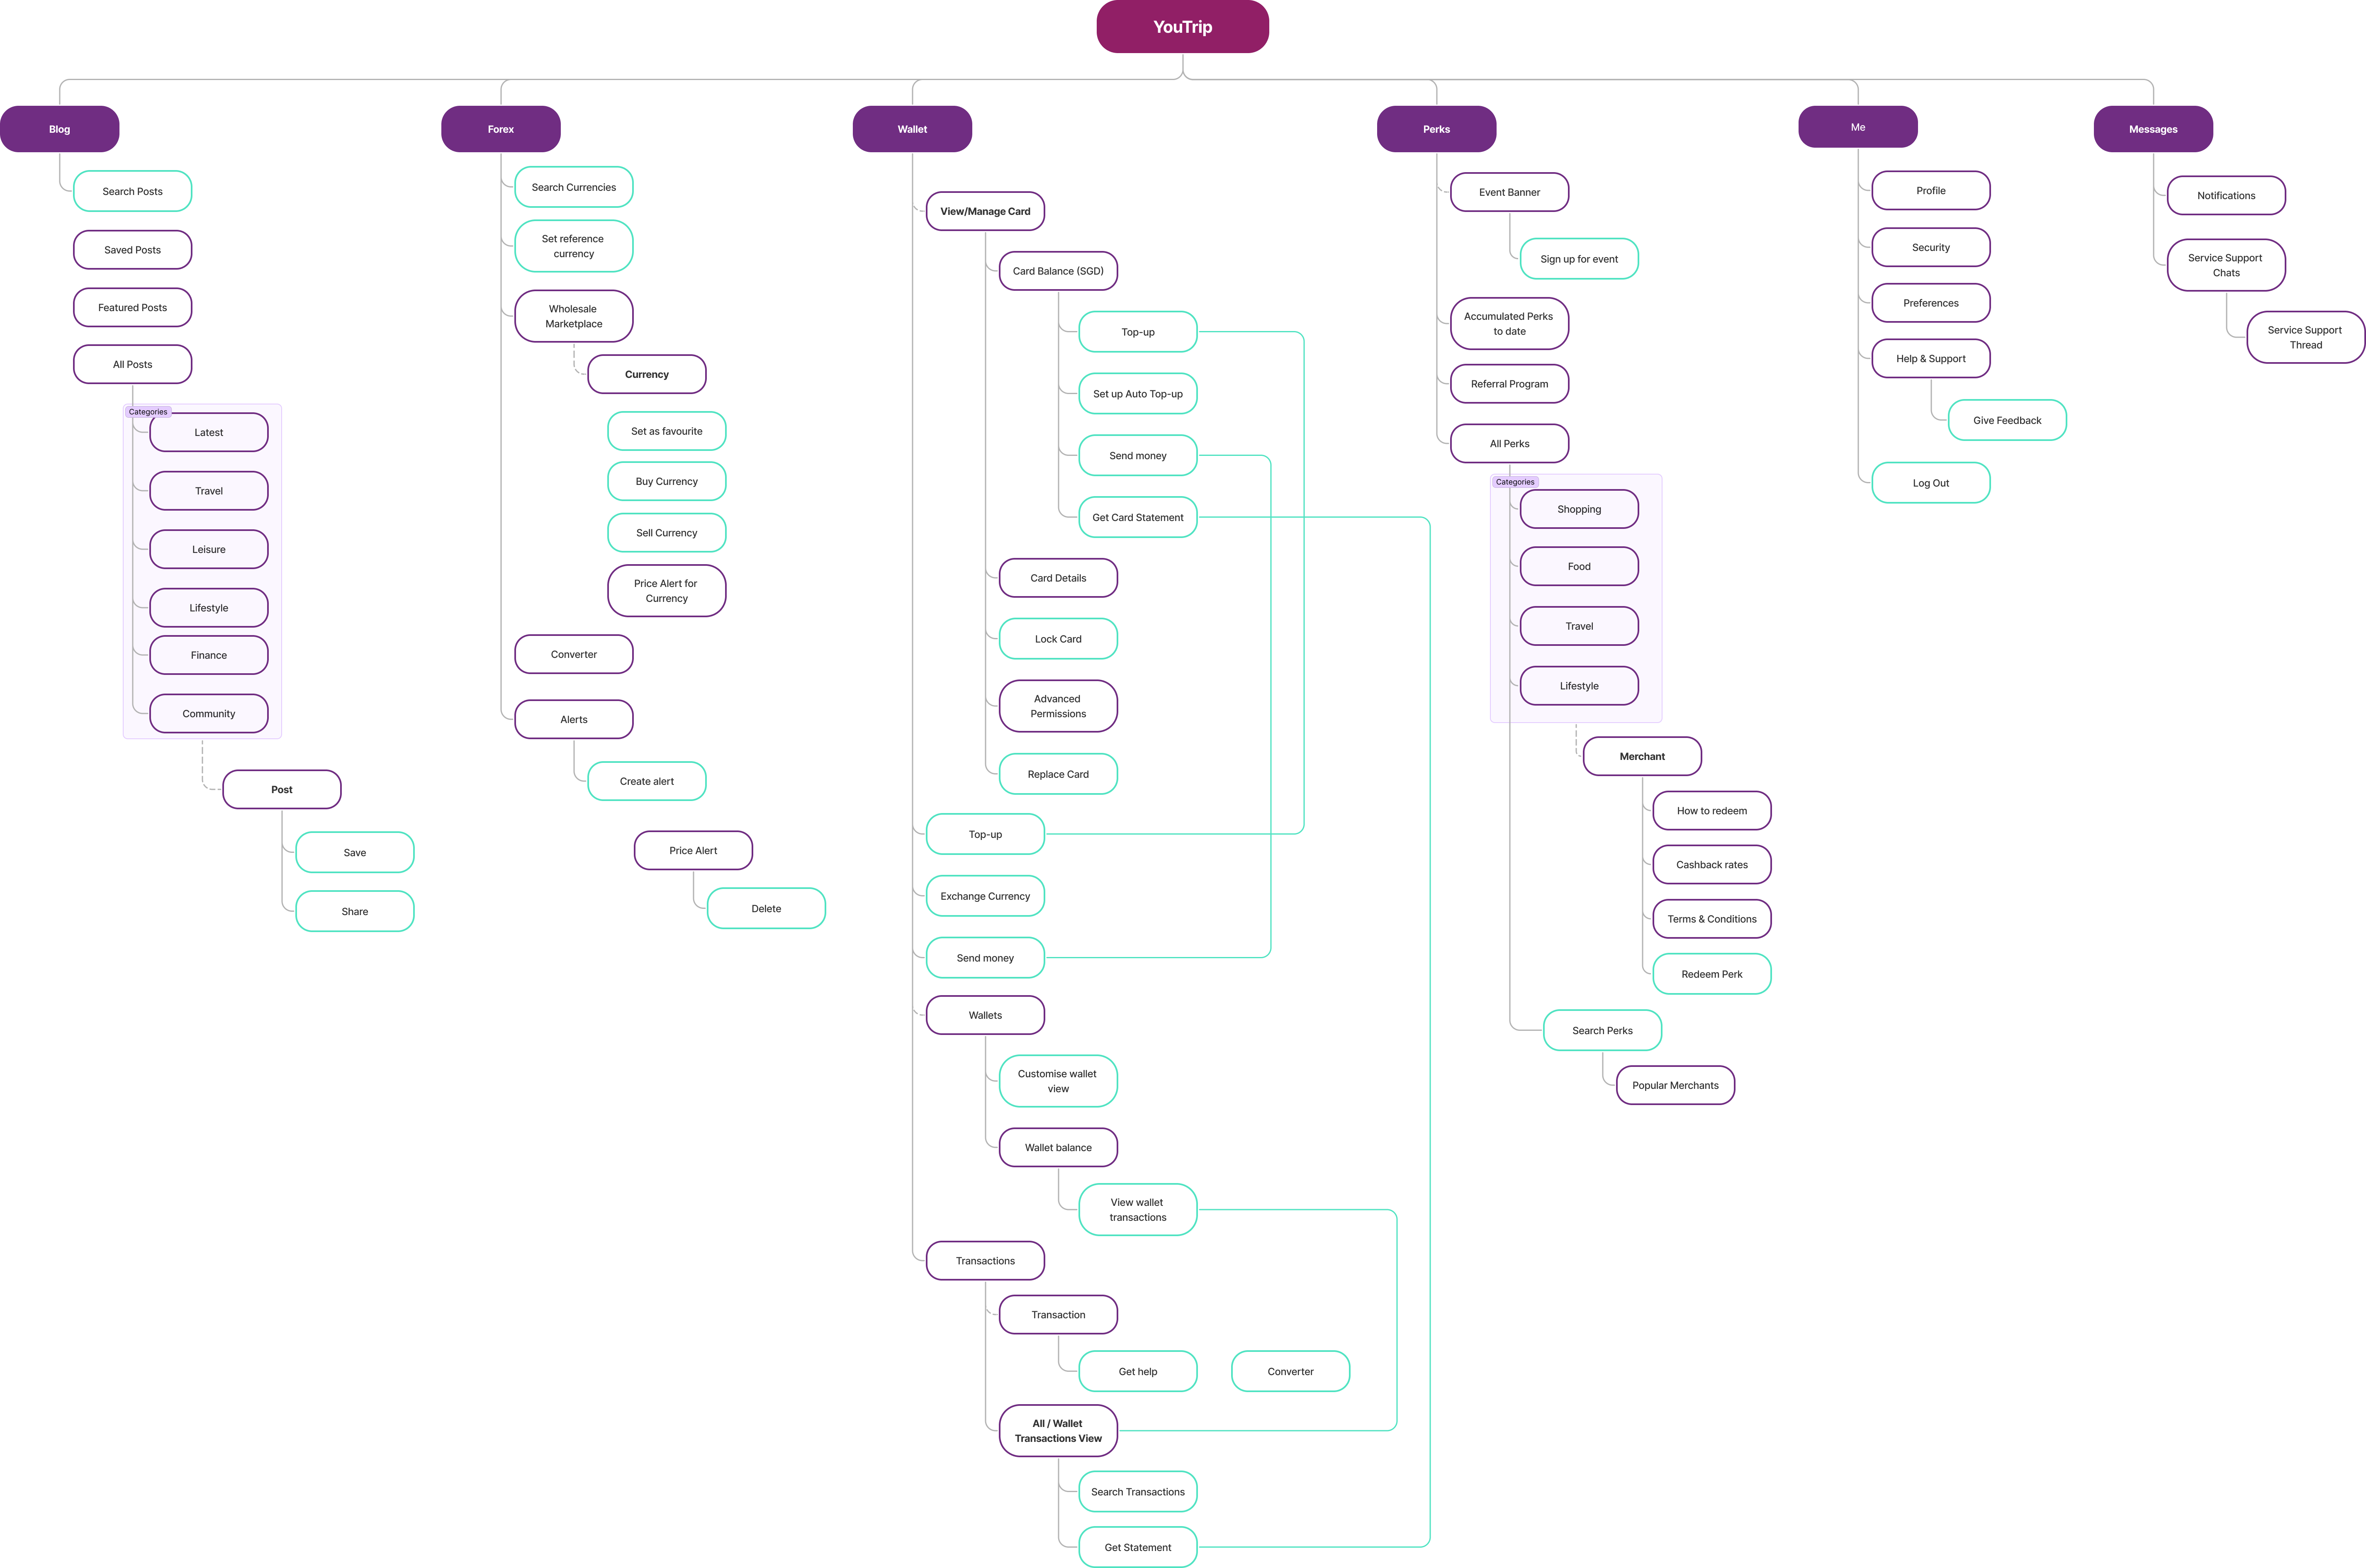 YouTrip
Blog
Search Posts
Saved Posts
Featured Posts
All Posts
Categories
Latest
Travel
Leisure
Lifestyle
Finance
Community
Post
Save
Share
Forex
Search Currencies
Set reference
currency
Wholesale
Marketplace
Currency
Set as favourite
Buy Currency
Sell Currency
Price Alert for
Currency
Converter
Alerts
Create alert
Price Alert
Delete
Wallet
View/Manage Card
Card Balance (SGD)
Top-up
Set up Auto Top-up
Send money
Get Card Statement
Card Details
Lock Card
Advanced
Permissions
Replace Card
Top-up
Exchange Currency
Send money
Wallets
Customise wallet
view
Wallet balance
View wallet
transactions
Transactions
Transaction
Get help
Converter
All / Wallet
Transactions View
Search Transactions
Get Statement
Perks
Event Banner
Sign up for event
Accumulated Perks
to date
Referral Program
All Perks
Categories
Shopping
Food
Travel
Lifestyle
Merchant
How to redeem
Cashback rates
Terms & Conditions
Redeem Perk
Search Perks
Popular Merchants
Me
Profile
Security
Preferences
Help & Support
Give Feedback
Log Out
Messages
Notifications
Service Support
Chats
Service Support
Thread